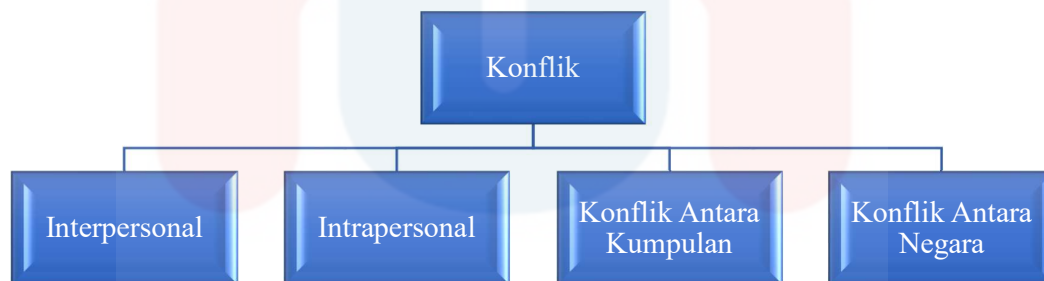 Konflik
Interpersonal
Intrapersonal
Konflik Antara
Kumpulan
Konflik Antara
Negara